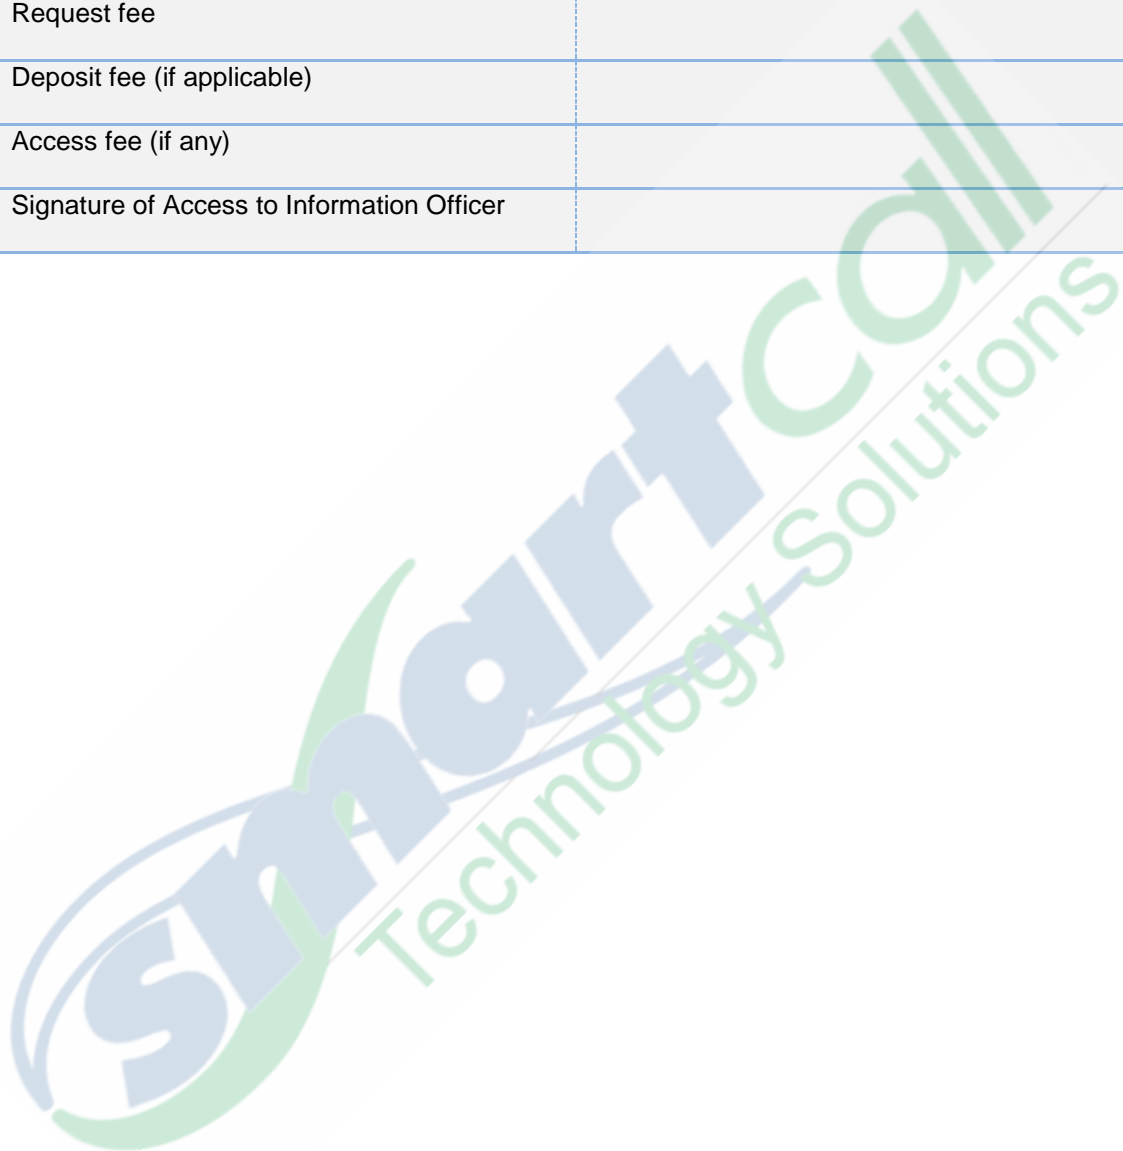 Request fee
Deposit fee (if applicable)
Access fee (if any)
Signature of Access to Information Officer
smartcall
Technology Solutions